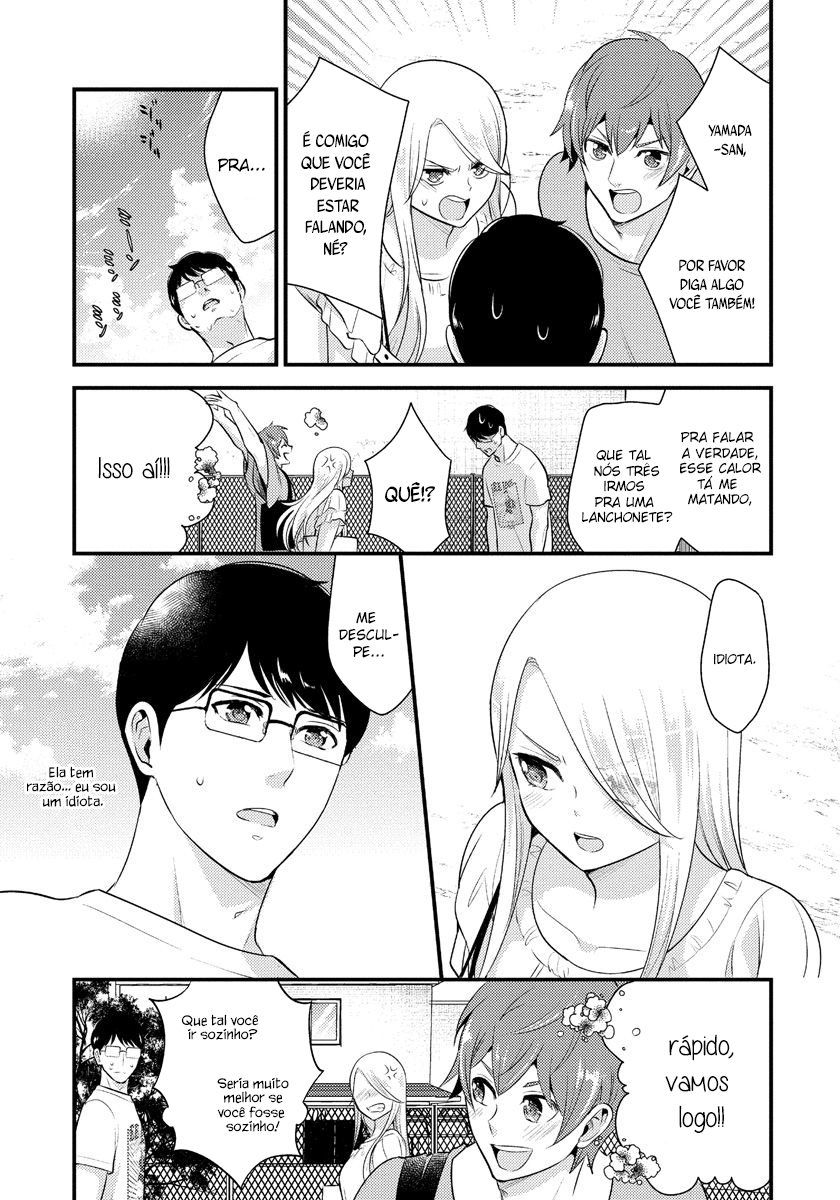 YAMADA
-SAN,
POR FAVOR
DIGA ALGO
VOCÊ TAMBÉM!
É COMIGO
QUE VOCÊ
DEVERIA
ESTAR
FALANDO,
NÉ?
PRA...
PRA FALAR
A VERDADE,
ESSE CALOR
TÁ ME
MATANDO,
QUE TAL
NÓS TRÊS
IRMOS
PRA UMA
LANCHONETE?
QUÊ!?
Isso aí!!!
IDIOTA.
ME
DESCUL-
PE...
Ela tem
razão... eu sou
um idiota.
rápido,
vamos
logo!!
Que tal você
ir sozinho?
Seria muito
melhor se
você fosse
sozinho!